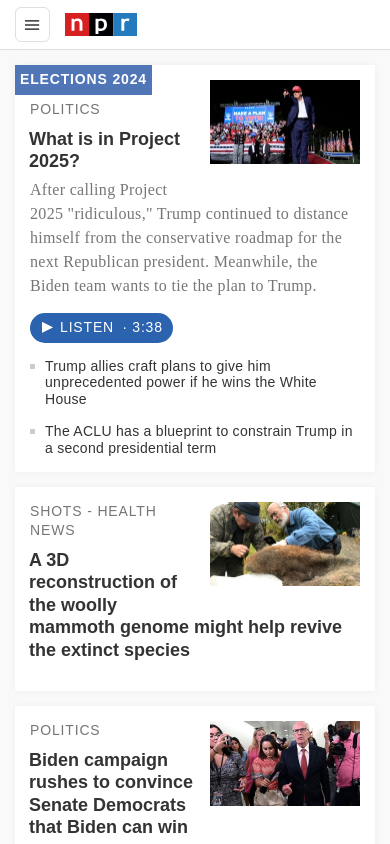 npr
ELECTIONS 2024
POLITICS
What is in Project
2025?
After calling Project
2025 "ridiculous," Trump continued to distance
himself from the conservative roadmap for the
next Republican president. Meanwhile, the
Biden team wants to tie the plan to Trump.
LISTEN · 3:38
Trump allies craft plans to give him
unprecedented power if he wins the White
House
The ACLU has a blueprint to constrain Trump in
a second presidential term
SHOTS - HEALTH
NEWS
A 3D
reconstruction of
the woolly
mammoth genome might help revive
the extinct species
POLITICS
Biden campaign
rushes to convince
Senate Democrats
that Biden can win